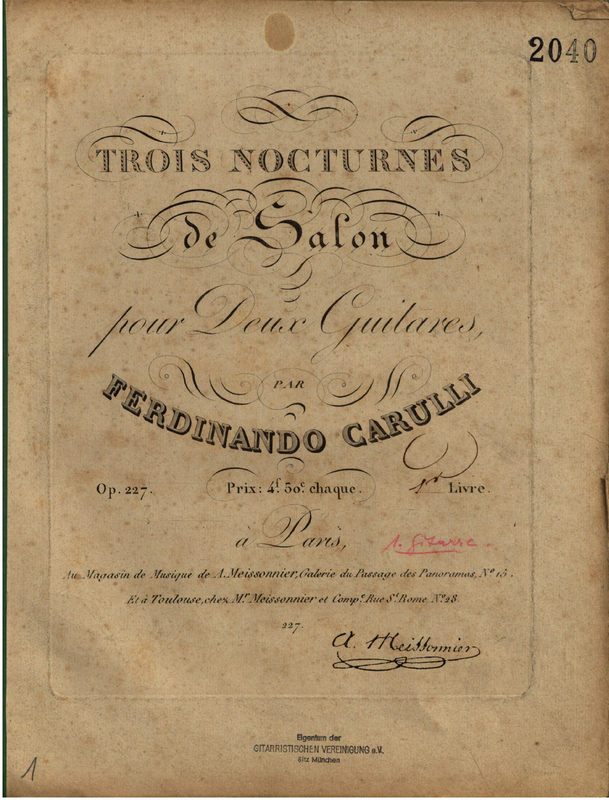 2040
TROIS NOCTURNES
de Salon
pour Deux Guitares,
PAR
FERDINANDO CARULLI
Op. 227. Prix: 4f. 50c. chaque. 1er Livre.
à Paris,
1. Gitarre.
Au Magasin de Musique de A. Meissonnier, Galerie du Passage des Panoramas, No 15.
Et à Toulouse, chez Mr Meissonnier et Compe. Rue St. Rome No 28.
227.
A. Meissonnier
Eigentum der
GITARRISTISCHEN VEREINIGUNG e.V.
Sitz München
1